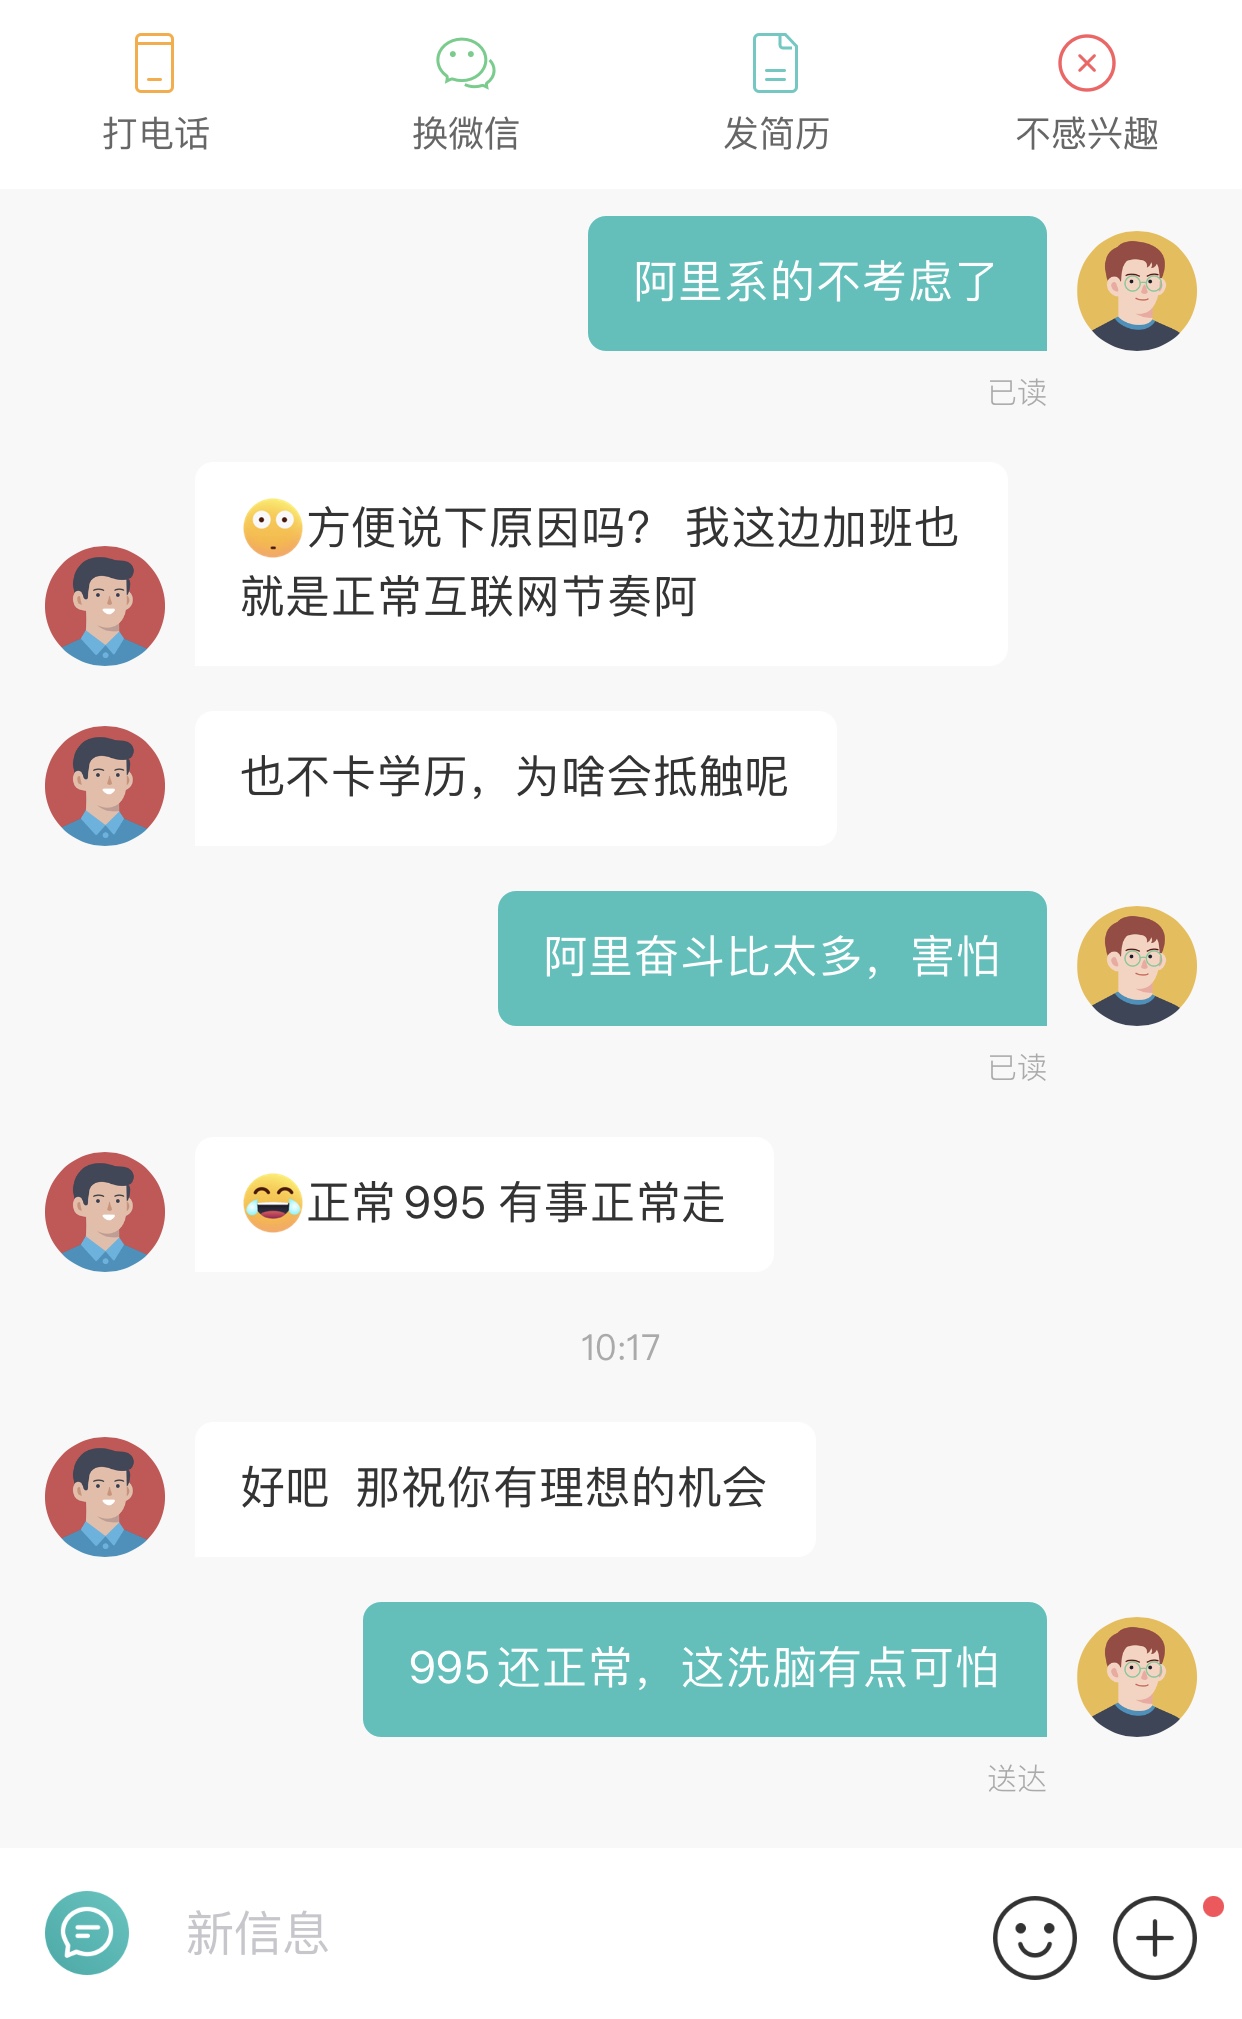 打电话
换微信
发简历
不感兴趣
阿里系的不考虑了
已读
🙄方便说下原因吗? 我这边加班也
就是正常互联网节奏阿
也不卡学历，为啥会抵触呢
阿里奋斗比太多，害怕
已读
😂正常 995 有事正常走
10:17
好吧 那祝你有理想的机会
995 还正常，这洗脑有点可怕
送达
新信息